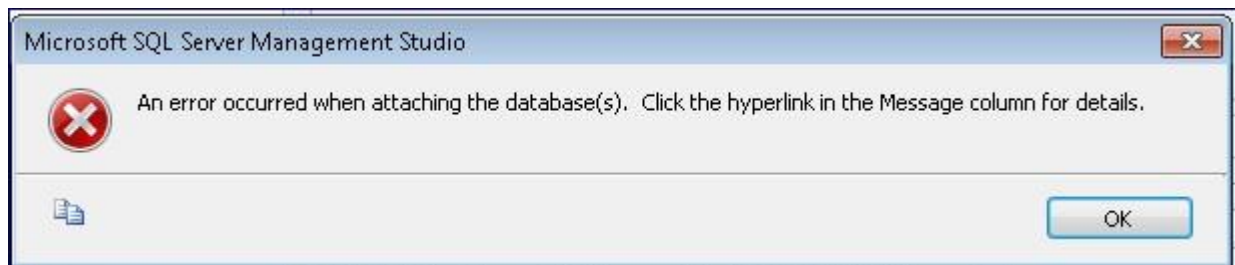 Microsoft SQL Server Management Studio
An error occurred when attaching the database(s).  Click the hyperlink in the Message column for details.
OK